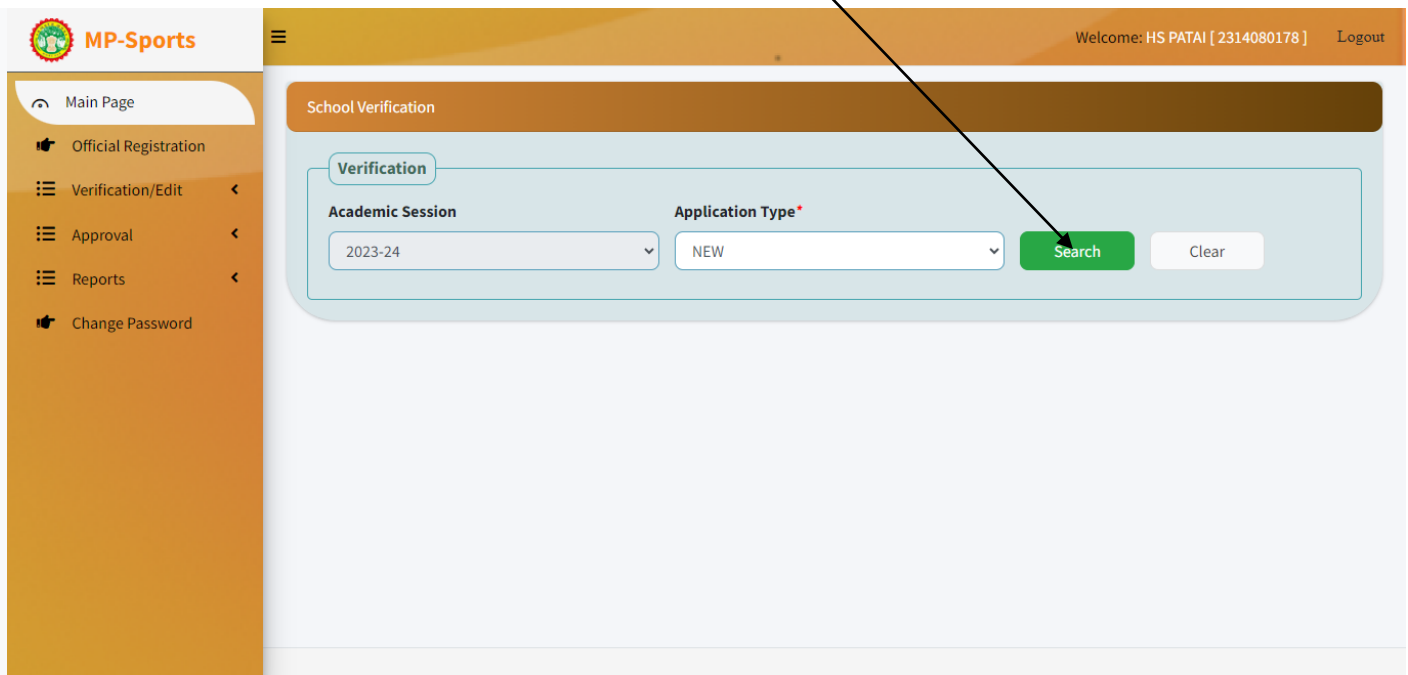 MP-Sports
Welcome: HS PATAI [ 2314080178 ] Logout
Main Page
Official Registration
Verification/Edit
Approval
Reports
Change Password
School Verification
Verification
Academic Session Application Type*
2023-24 NEW Search Clear